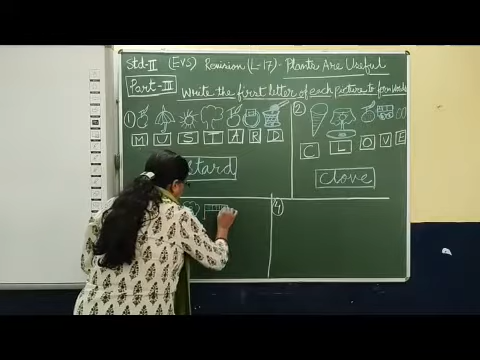 Std-II (EVS) Revision (L-17)- Plants Are Useful
Part-III Write the first letter of each picture to form words
① M U S T A R D
tard
② C L O V E
clove
④